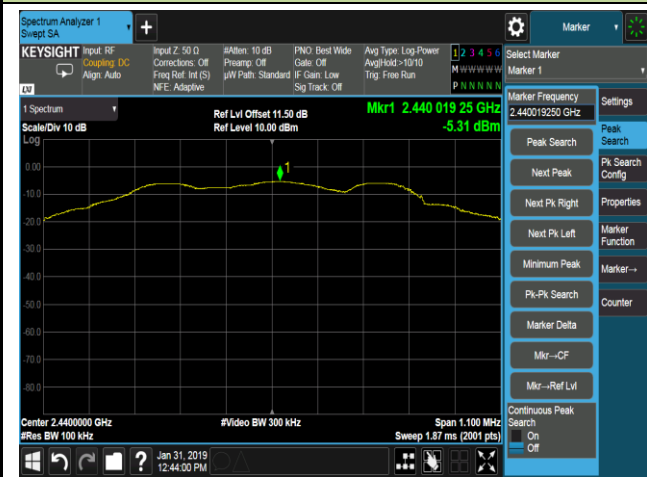 Spectrum Analyzer 1
Swept SA
+
Marker
KEYSIGHT
Input: RF
Coupling: DC
Align: Auto
Input Z: 50 Ω
Corrections: Off
Freq Ref: Int (S)
NFE: Adaptive
#Atten: 10 dB
Preamp: Off
µW Path: Standard
PNO: Best Wide
Gate: Off
IF Gain: Low
Sig Track: Off
Avg Type: Log-Power
Avg|Hold:>10/10
Trig: Free Run
1 2 3 4 5 6
M W W W W W
P N N N N N
LXI
Select Marker
Marker 1
1 Spectrum
Scale/Div 10 dB
Log
Ref Lvl Offset 11.50 dB
Ref Level 10.00 dBm
Mkr1 2.440 019 25 GHz
-5.31 dBm
1
0.00
-10.0
-20.0
-30.0
-40.0
-50.0
-60.0
-70.0
-80.0
Center 2.4400000 GHz
#Res BW 100 kHz
#Video BW 300 kHz
Span 1.100 MHz
Sweep 1.87 ms (2001 pts)
Marker Frequency
2.440019250 GHz
Peak Search
Next Peak
Next Pk Right
Next Pk Left
Minimum Peak
Pk-Pk Search
Marker Delta
Mkr→CF
Mkr→Ref Lvl
Continuous Peak
Search
On
Off
Settings
Peak
Search
Pk Search
Config
Properties
Marker
Function
Marker→
Counter
?
Jan 31, 2019
12:44:00 PM